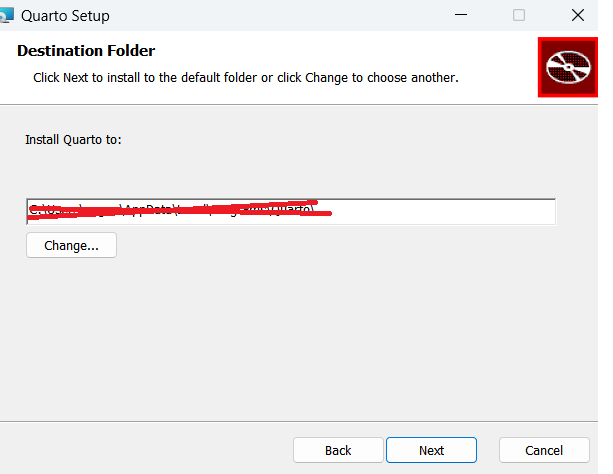 Quarto Setup
Destination Folder
Click Next to install to the default folder or click Change to choose another.
Install Quarto to:
Change...
Back
Next
Cancel